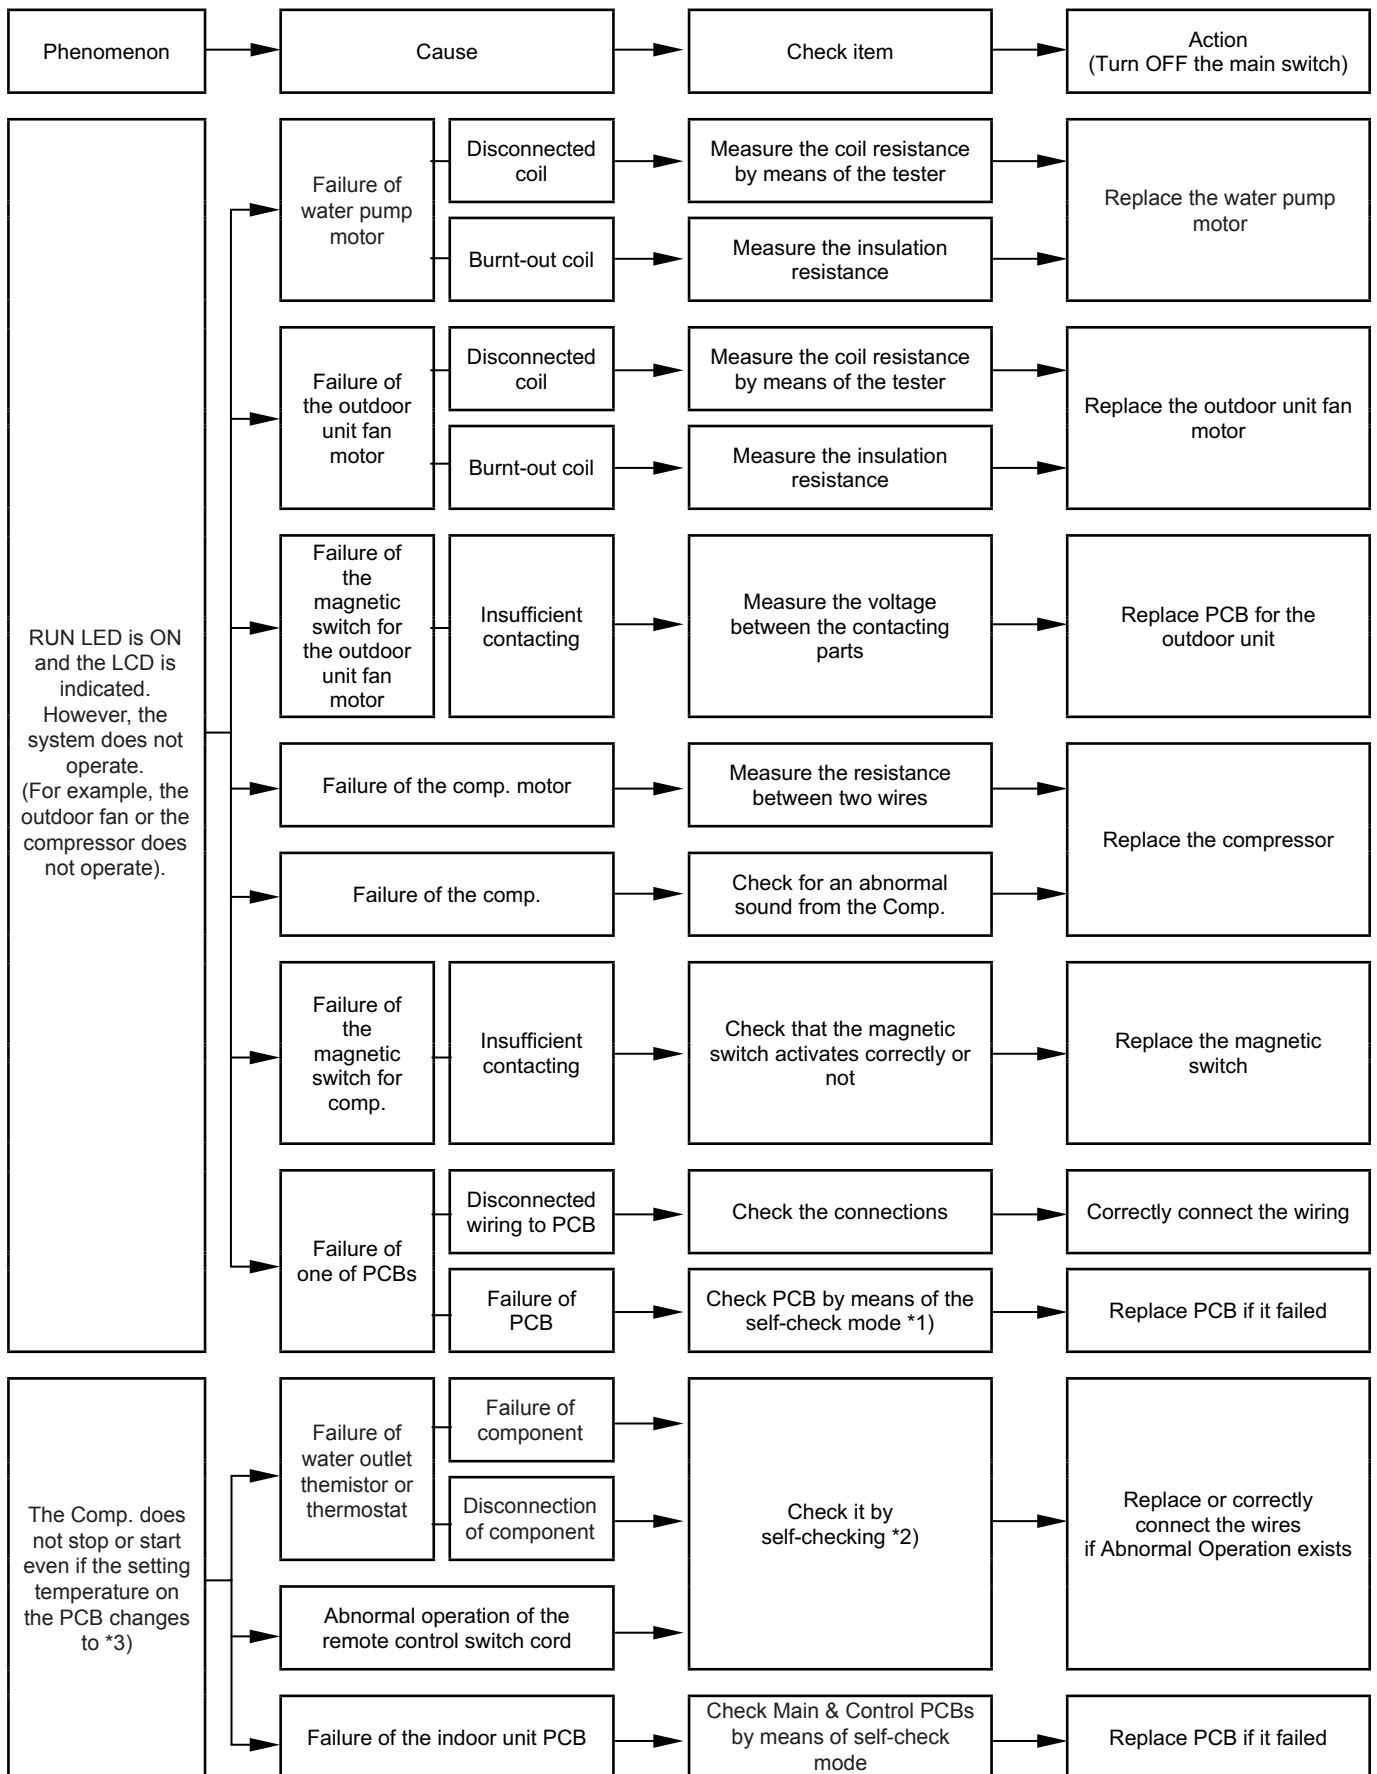 Phenomenon
Cause
Check item
Action
(Turn OFF the main switch)
RUN LED is ON
and the LCD is
indicated.
However, the
system does not
operate.
(For example, the
outdoor fan or the
compressor does
not operate).
Failure of
water pump
motor
Disconnected
coil
Measure the coil resistance
by means of the tester
Burnt-out coil
Measure the insulation
resistance
Replace the water pump
motor
Failure of
the outdoor
unit fan
motor
Disconnected
coil
Measure the coil resistance
by means of the tester
Burnt-out coil
Measure the insulation
resistance
Replace the outdoor unit fan
motor
Failure of
the
magnetic
switch for
the outdoor
unit fan
motor
Insufficient
contacting
Measure the voltage
between the contacting
parts
Replace PCB for the
outdoor unit
Failure of the comp. motor
Measure the resistance
between two wires
Failure of the comp.
Check for an abnormal
sound from the Comp.
Replace the compressor
Failure of
the
magnetic
switch for
comp.
Insufficient
contacting
Check that the magnetic
switch activates correctly or
not
Replace the magnetic
switch
Failure of
one of PCBs
Disconnected
wiring to PCB
Check the connections
Correctly connect the wiring
Failure of
PCB
Check PCB by means of the
self-check mode *1)
Replace PCB if it failed
The Comp. does
not stop or start
even if the setting
temperature on
the PCB changes
to *3)
Failure of
water outlet
themistor or
thermostat
Failure of
component
Disconnection
of component
Abnormal operation of the
remote control switch cord
Check it by
self-checking *2)
Replace or correctly
connect the wires
if Abnormal Operation exists
Failure of the indoor unit PCB
Check Main & Control PCBs
by means of self-check
mode
Replace PCB if it failed